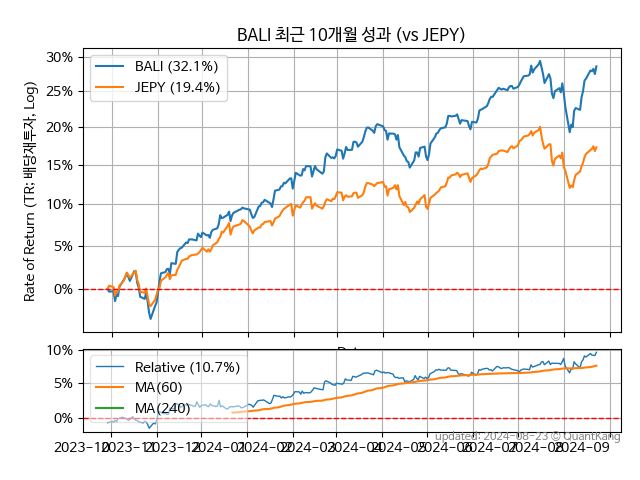 BALI 최근 10개월 성과 (vs JEPY)
Rate of Return (TR: 배당재투자, Log)
30%
25%
20%
15%
10%
5%
0%
BALI (32.1%)
JEPY (19.4%)
10%
5%
0%
Relative (10.7%)
MA(60)
MA(240)
2023-10
2023-11
2023-12
2024-01
2024-02
2024-03
2024-04
2024-05
2024-06
2024-07
2024-08
2024-09
updated: 2024-08-23 © QuantKang